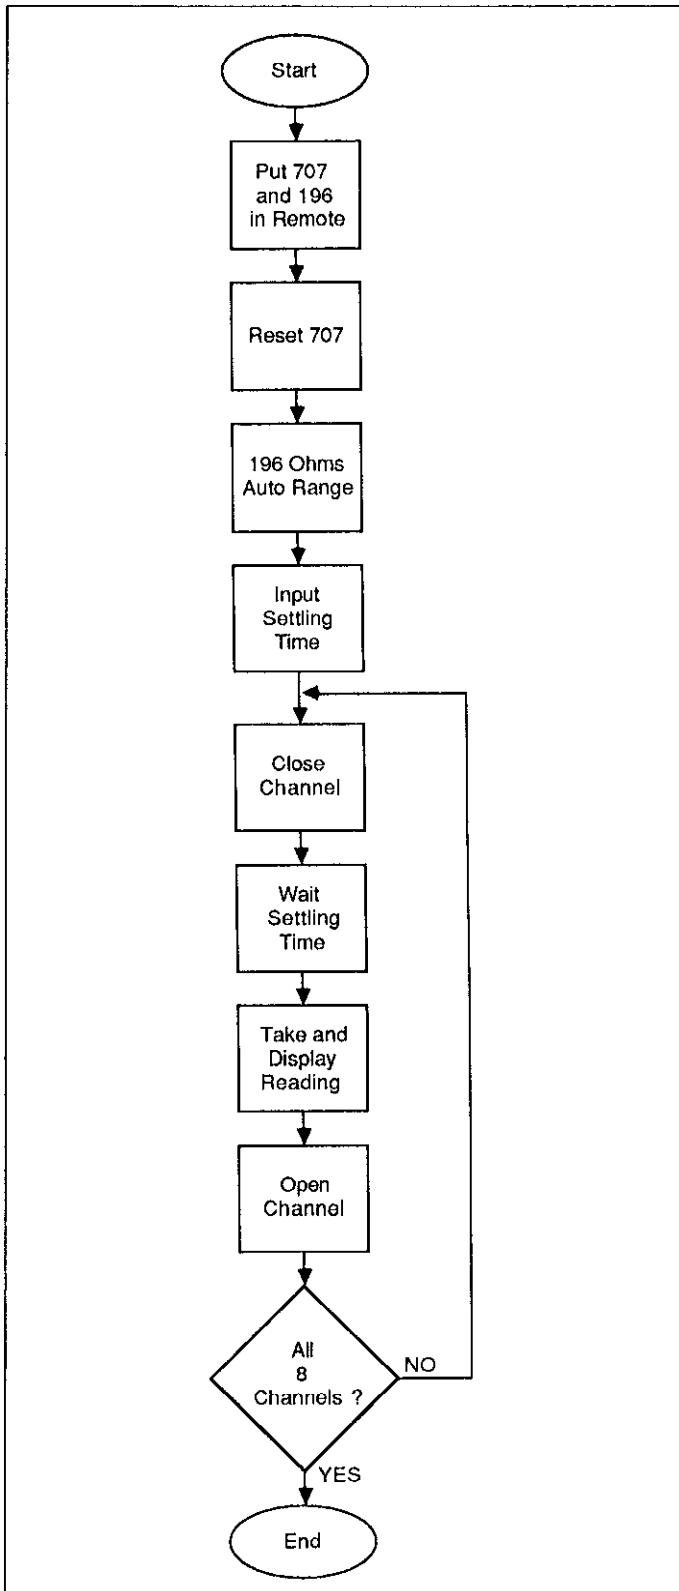 Start
Put 707
and 196
in Remote
Reset 707
196 Ohms
Auto Range
Input
Settling
Time
Close
Channel
Wait
Settling
Time
Take and
Display
Reading
Open
Channel
All
8
Channels ?
NO
YES
End